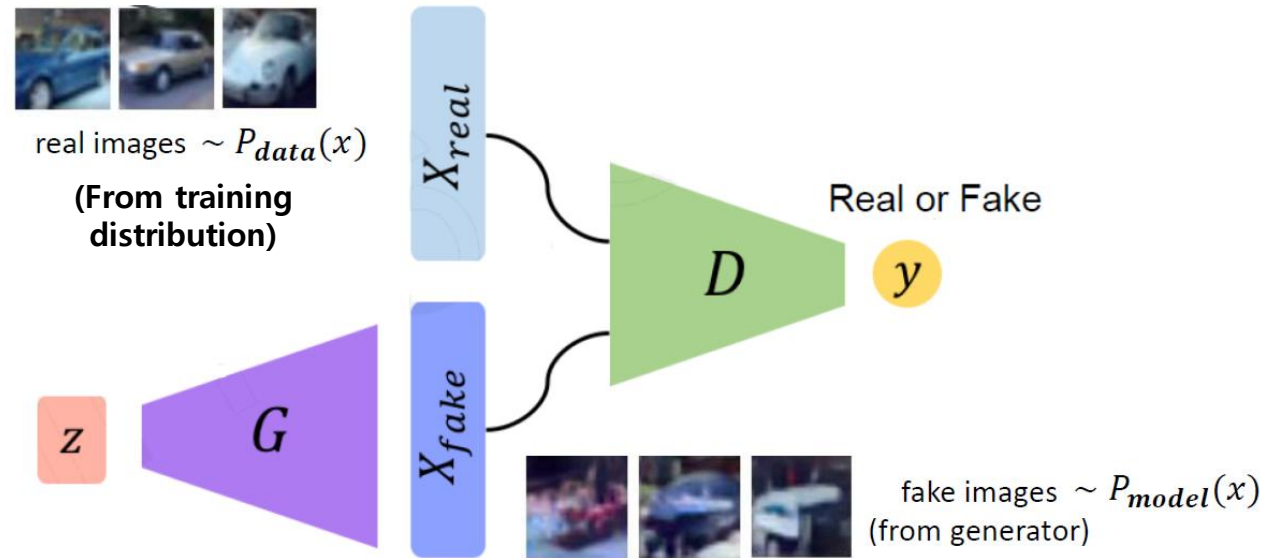 real images ~ P_data(x)
(From training
distribution)
X_real
Real or Fake
D
y
z
G
X_fake
fake images ~ P_model(x)
(from generator)